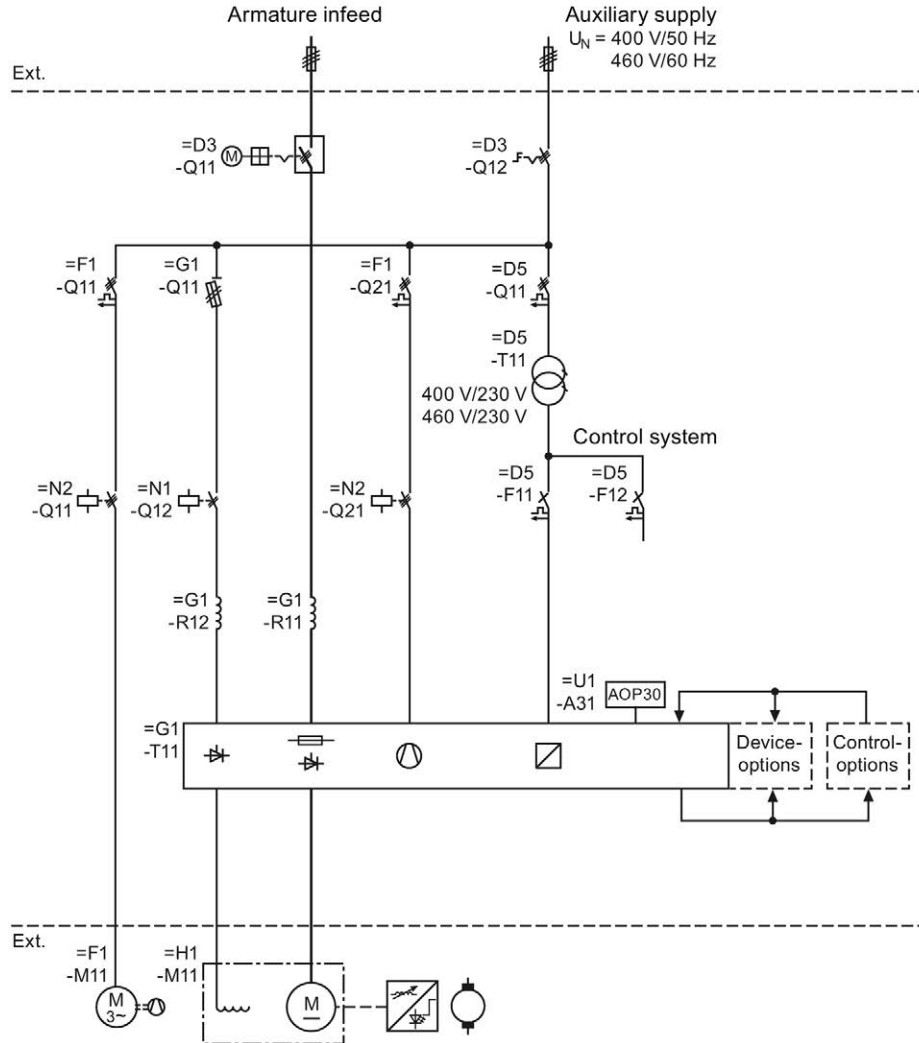 Armature infeed
Auxiliary supply
U_N = 400 V/50 Hz
460 V/60 Hz
Ext.
=D3
-Q11
M
=D3
-Q12
=F1
-Q11
=G1
-Q11
=F1
-Q21
=D5
-Q11
=D5
-T11
400 V/230 V
460 V/230 V
Control system
=N2
-Q11
=N1
-Q12
=N2
-Q21
=D5
-F11
=D5
-F12
=G1
-R12
=G1
-R11
=U1
-A31
AOP30
=G1
-T11
Device-
options
Control-
options
Ext.
=F1
-M11
=H1
-M11
M
3~
M